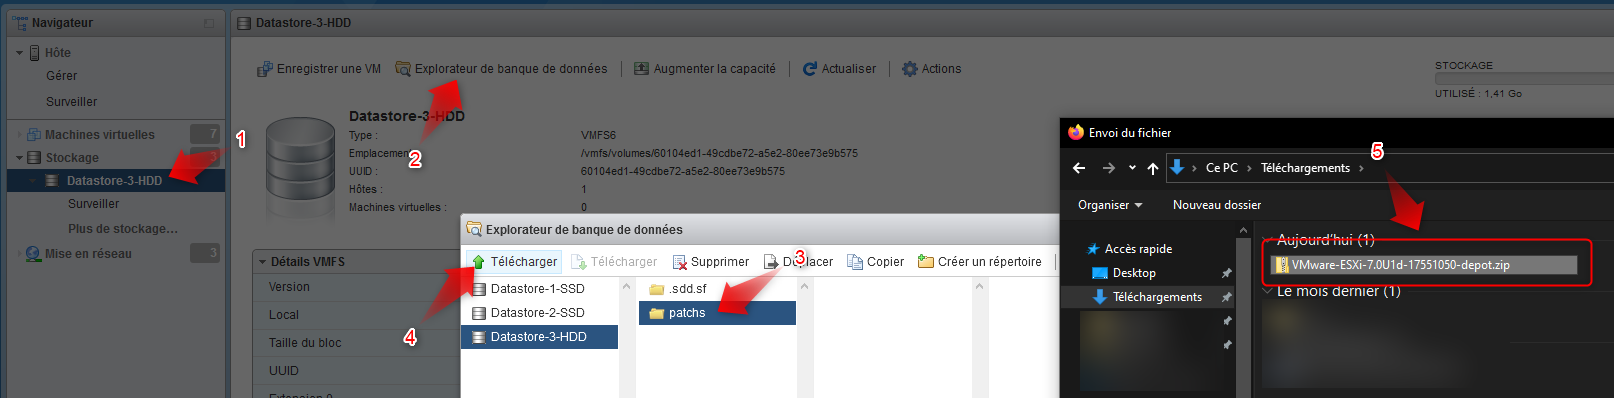 Navigateur
Hôte
Gérer
Surveiller
Machines virtuelles 7
Stockage 3
Datastore-3-HDD
Surveiller
Plus de stockage...
Mise en réseau 3
1
Datastore-3-HDD
Enregistrer une VM Explorateur de banque de données Augmenter la capacité Actualiser Actions
STOCKAGE
UTILISÉ : 1,41 Go
Datastore-3-HDD
Type : VMFS6
Emplacement /vmfs/volumes/60104ed1-49cdbe72-a5e2-80ee73e9b575
UUID : 60104ed1-49cdbe72-a5e2-80ee73e9b575
Hôtes : 1
Machines virtuelles : 0
2
Détails VMFS
Version
Local
Taille du bloc
UUID
Extension 0
Explorateur de banque de données
Télécharger Télécharger Supprimer Déplacer Copier Créer un répertoire
3
4
Datastore-1-SSD
Datastore-2-SSD
Datastore-3-HDD
.sdd.sf
patchs
Envoi du fichier
5
Ce PC Téléchargements
Organiser Nouveau dossier
Accès rapide
Desktop
Téléchargements
Aujourd'hui (1)
VMware-ESXi-7.0U1d-17551050-depot.zip
Le mois dernier (1)